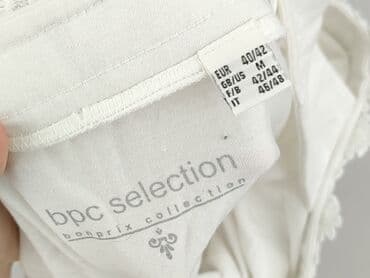 EUR 40/42
GB/US M
F/B 42/44
IT 46/48
bpc selection
bonprix collection